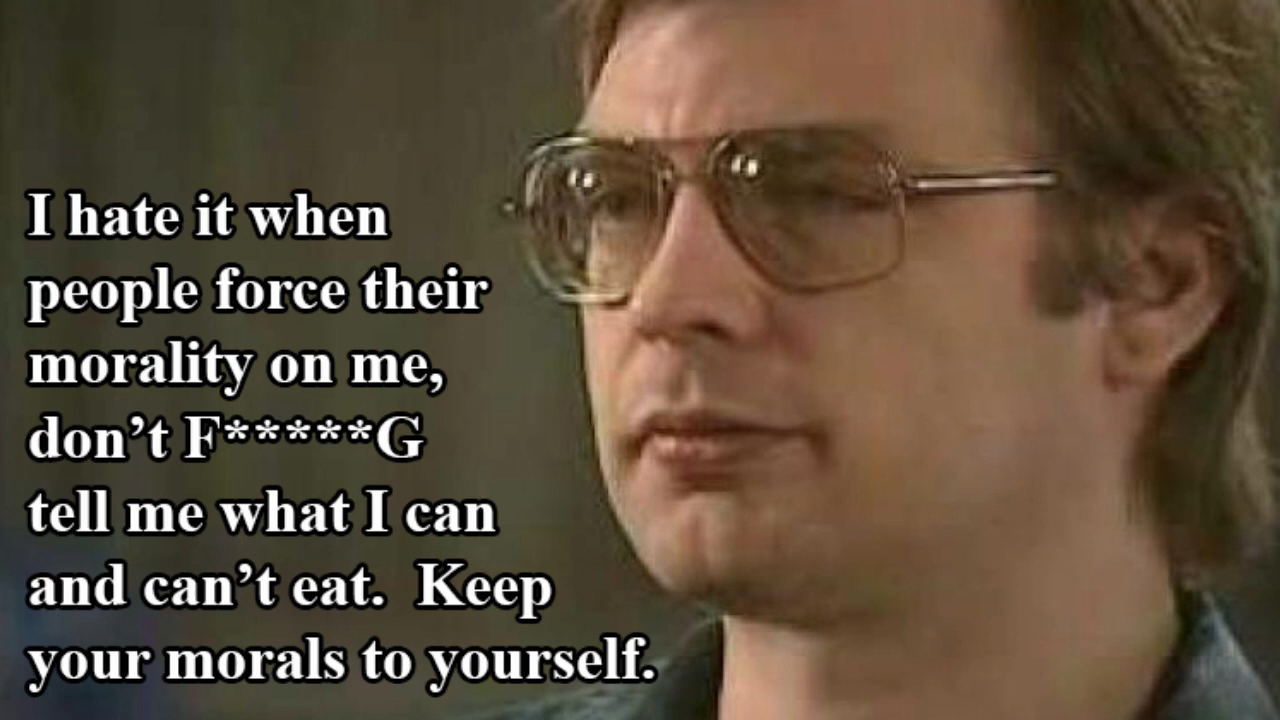 I hate it when
people force their
morality on me,
don’t F*****G
tell me what I can
and can’t eat.  Keep
your morals to yourself.